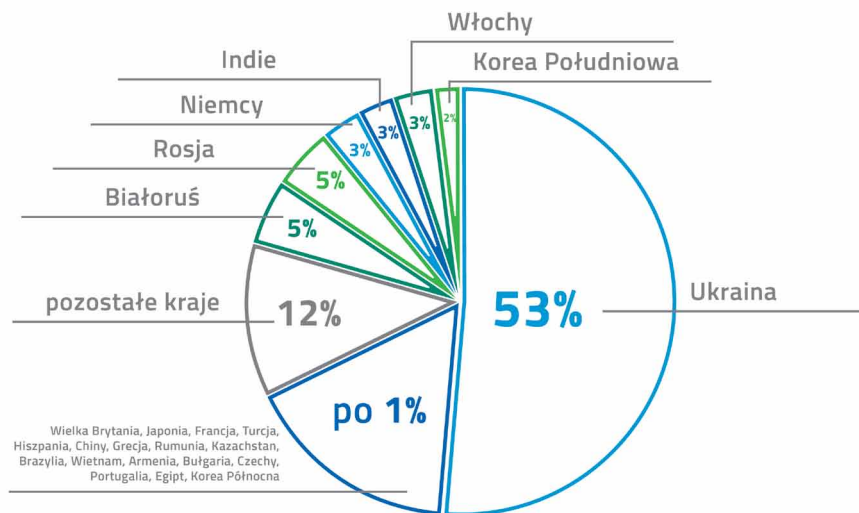 Włochy
Indie
Korea Południowa
Niemcy
Rosja
Białoruś
pozostałe kraje
Ukraina
2%
3%
3%
3%
5%
5%
12%
53%
po 1%
Wielka Brytania, Japonia, Francja, Turcja,
Hiszpania, Chiny, Grecja, Rumunia, Kazachstan,
Brazylia, Wietnam, Armenia, Bułgaria, Czechy,
Portugalia, Egipt, Korea Północna